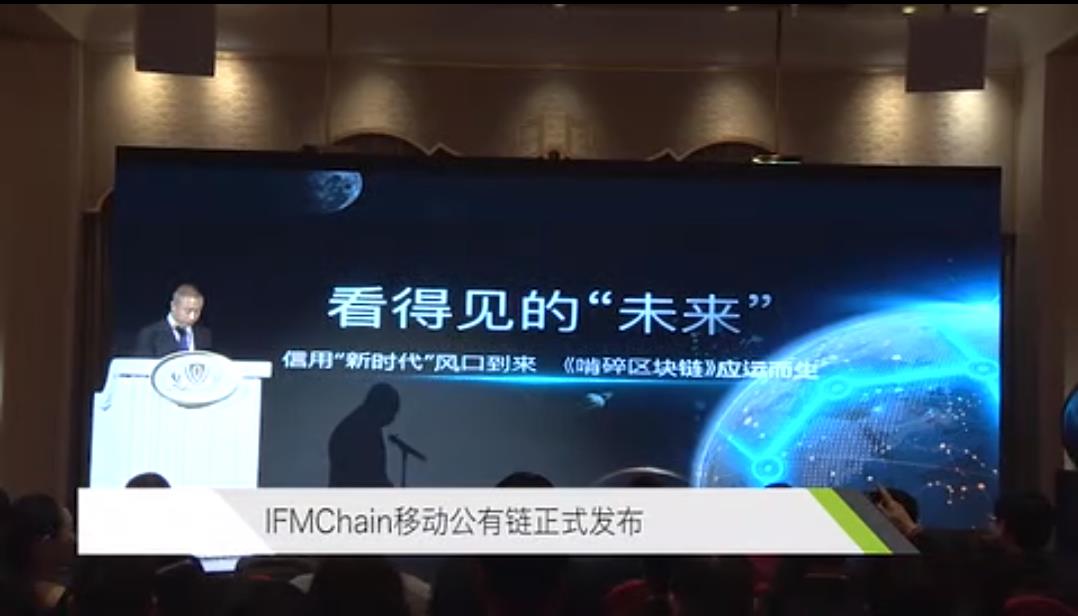 看得见的“未来”
信用“新时代”风口到来 《啃碎区块链》应运而生
IFMChain移动公有链正式发布